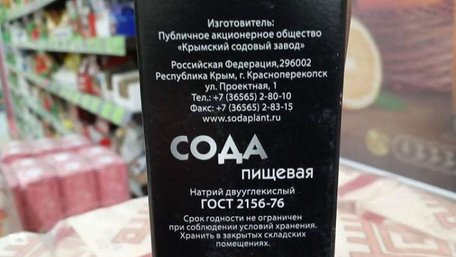 Изготовитель:
Публичное акционерное общество
«Крымский содовый завод»
Российская Федерация,296002
Республика Крым, г. Красноперекопск
ул. Проектная, 1
Тел.: +7 (36565) 2-80-10
Факс: +7 (36565) 2-83-15
www.sodaplant.ru
СОДА
пищевая
Натрий двууглекислый
ГОСТ 2156-76
Срок годности не ограничен
при соблюдении условий хранения.
Хранить в закрытых складских
помещениях.